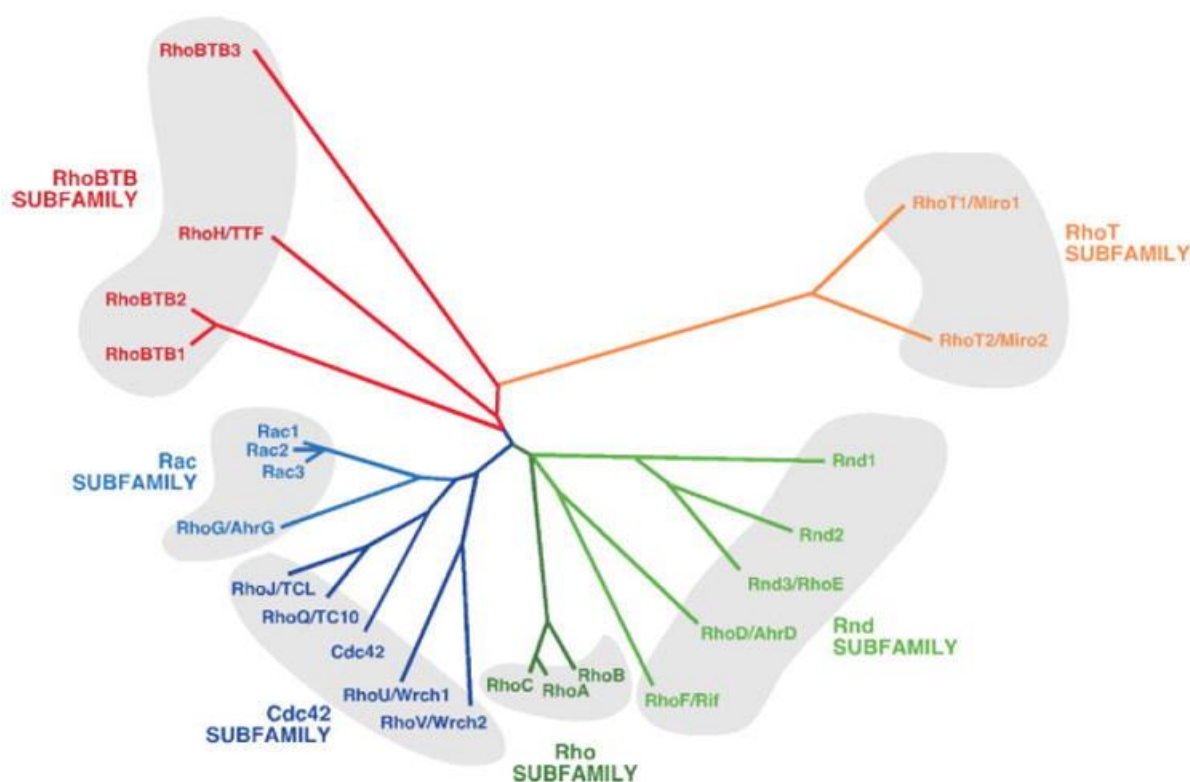 RhoBTB3
RhoBTB
SUBFAMILY
RhoH/TTF
RhoBTB2
RhoBTB1
RhoT1/Miro1
RhoT
SUBFAMILY
RhoT2/Miro2
Rac1
Rac2
Rac3
Rac
SUBFAMILY
RhoG/AhrG
RhoJ/TCL
RhoQ/TC10
Cdc42
RhoU/Wrch1
RhoV/Wrch2
Cdc42
SUBFAMILY
RhoC
RhoA
RhoB
Rho
SUBFAMILY
Rnd1
Rnd2
Rnd3/RhoE
RhoD/AhrD
RhoF/Rif
Rnd
SUBFAMILY